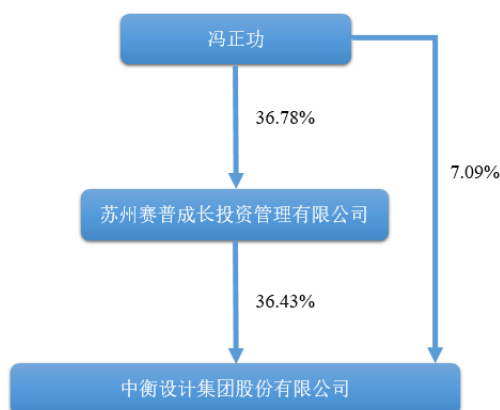 冯正功
36.78%
7.09%
苏州赛普成长投资管理有限公司
36.43%
中衡设计集团股份有限公司